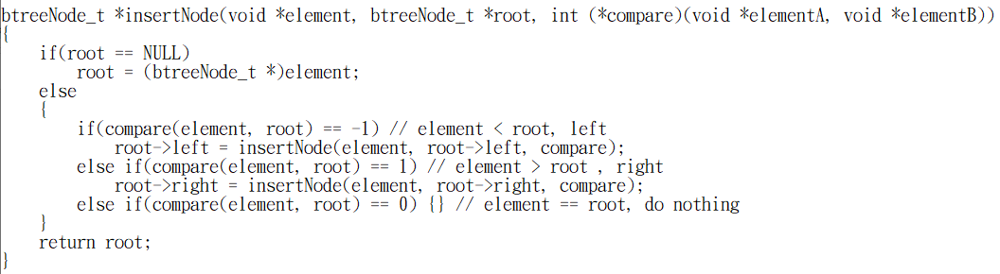 btreeNode_t *insertNode(void *element, btreeNode_t *root, int (*compare)(void *elementA, void *elementB))
{
    if(root == NULL)
        root = (btreeNode_t *)element;
    else
    {
        if(compare(element, root) == -1) // element < root, left
            root->left = insertNode(element, root->left, compare);
        else if(compare(element, root) == 1) // element > root , right
            root->right = insertNode(element, root->right, compare);
        else if(compare(element, root) == 0) {} // element == root, do nothing
    }
    return root;
}